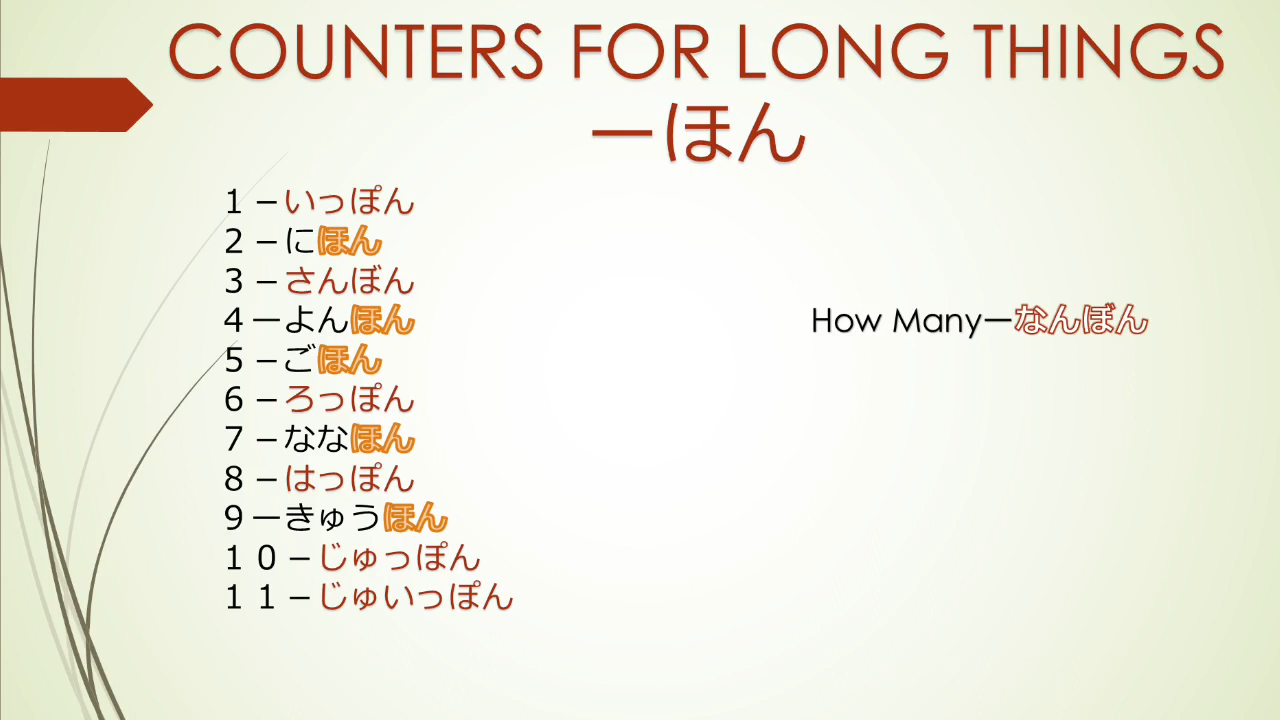 COUNTERS FOR LONG THINGS
ーほん
1－いっぽん
2－にほん
3－さんぼん
4ーよんほん
5－ごほん
6－ろっぽん
7－ななほん
8－はっぽん
9ーきゅうほん
10－じゅっぽん
11－じゅいっぽん
How Manyーなんぼん